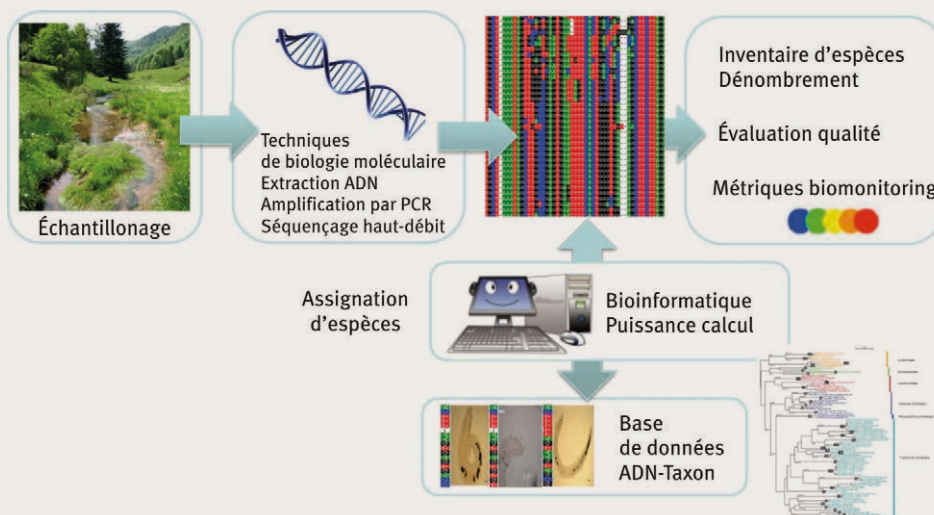 Échantillonage
Techniques
de biologie moléculaire
Extraction ADN
Amplification par PCR
Séquençage haut-débit
Inventaire d'espèces
Dénombrement
Évaluation qualité
Métriques biomonitoring
Assignation
d'espèces
Bioinformatique
Puissance calcul
Base
de données
ADN-Taxon